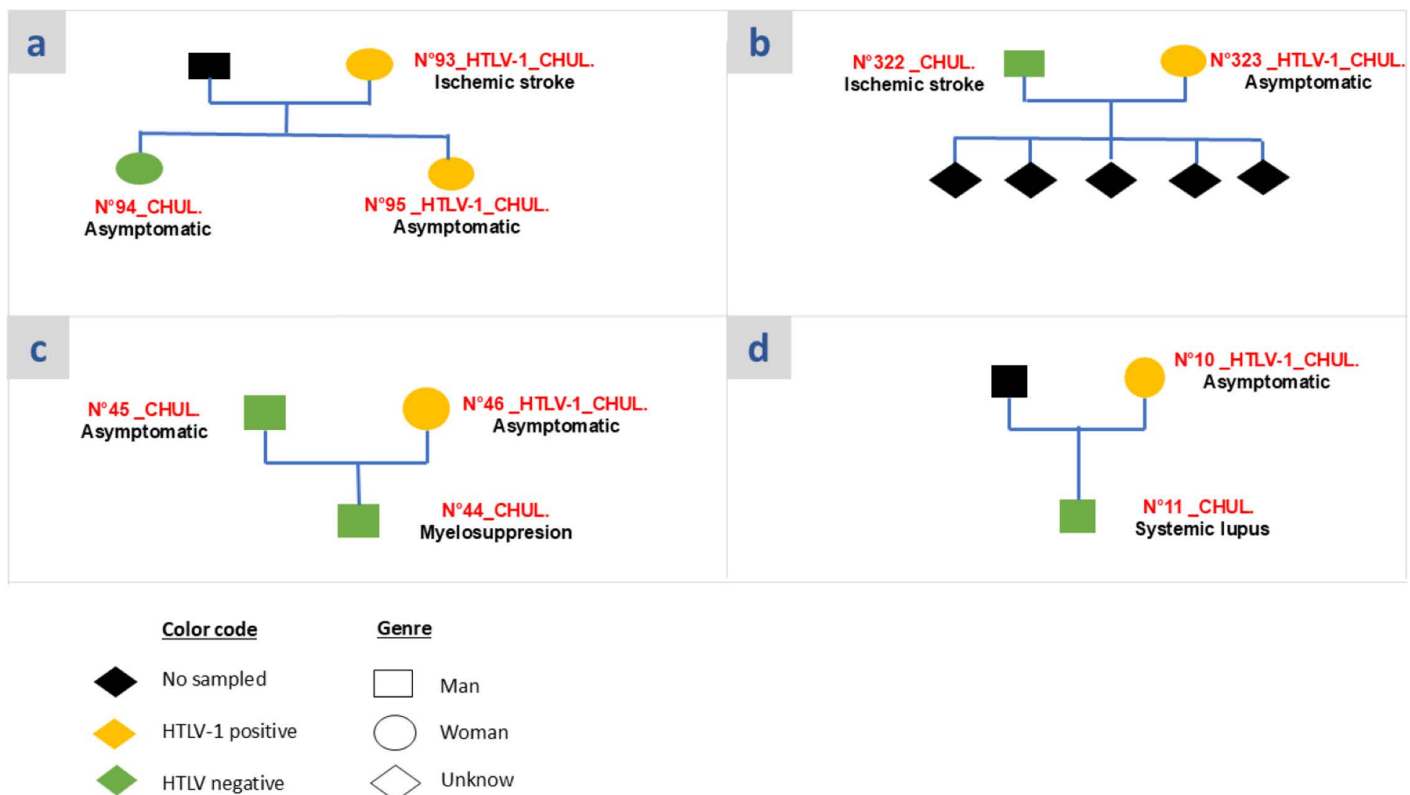 a
N°93_HTLV-1_CHUL.
Ischemic stroke
N°94_CHUL.
Asymptomatic
N°95 _HTLV-1_CHUL.
Asymptomatic
b
N°322 _CHUL.
Ischemic stroke
N°323 _HTLV-1_CHUL.
Asymptomatic
c
N°45 _CHUL.
Asymptomatic
N°46 _HTLV-1_CHUL.
Asymptomatic
N°44_CHUL.
Myelosuppresion
d
N°10 _HTLV-1_CHUL.
Asymptomatic
N°11 _CHUL.
Systemic lupus
Color code
No sampled
HTLV-1 positive
HTLV negative
Genre
Man
Woman
Unknow